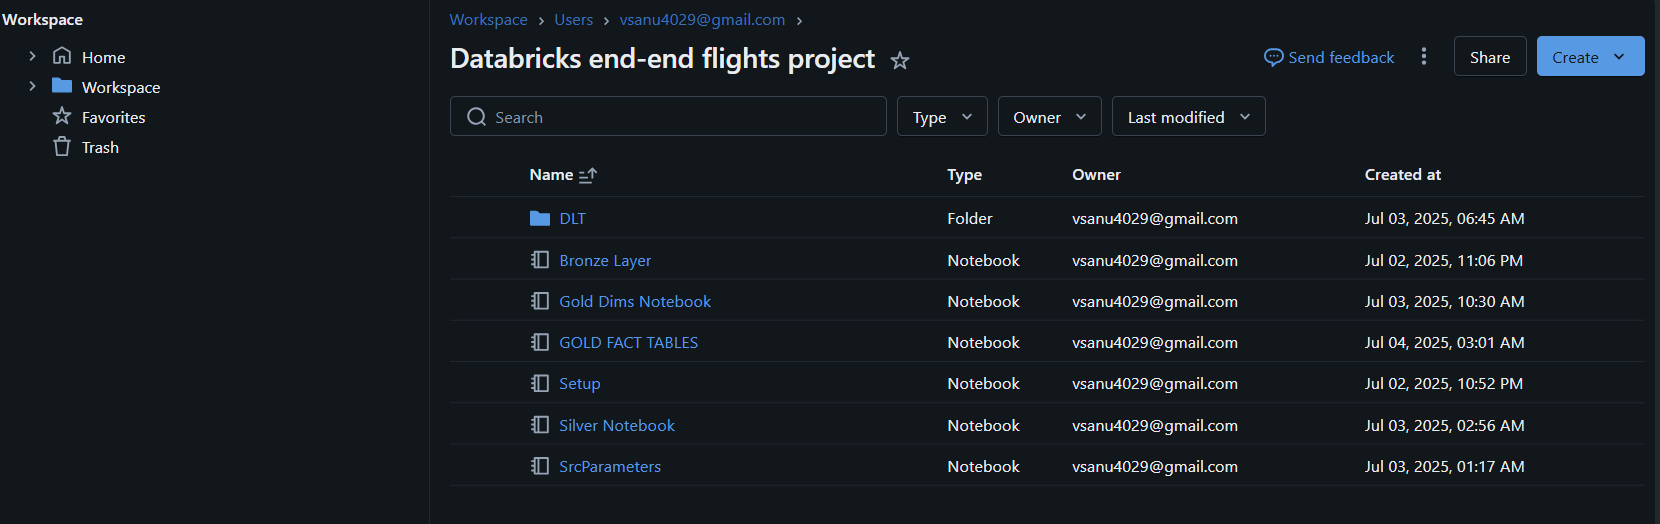 Workspace
Home
Workspace
Favorites
Trash
Workspace > Users > vsanu4029@gmail.com >
Databricks end-end flights project
Send feedback
Share
Create
Search
Type
Owner
Last modified
Name Type Owner Created at
DLT Folder vsanu4029@gmail.com Jul 03, 2025, 06:45 AM
Bronze Layer Notebook vsanu4029@gmail.com Jul 02, 2025, 11:06 PM
Gold Dims Notebook Notebook vsanu4029@gmail.com Jul 03, 2025, 10:30 AM
GOLD FACT TABLES Notebook vsanu4029@gmail.com Jul 04, 2025, 03:01 AM
Setup Notebook vsanu4029@gmail.com Jul 02, 2025, 10:52 PM
Silver Notebook Notebook vsanu4029@gmail.com Jul 03, 2025, 02:56 AM
SrcParameters Notebook vsanu4029@gmail.com Jul 03, 2025, 01:17 AM